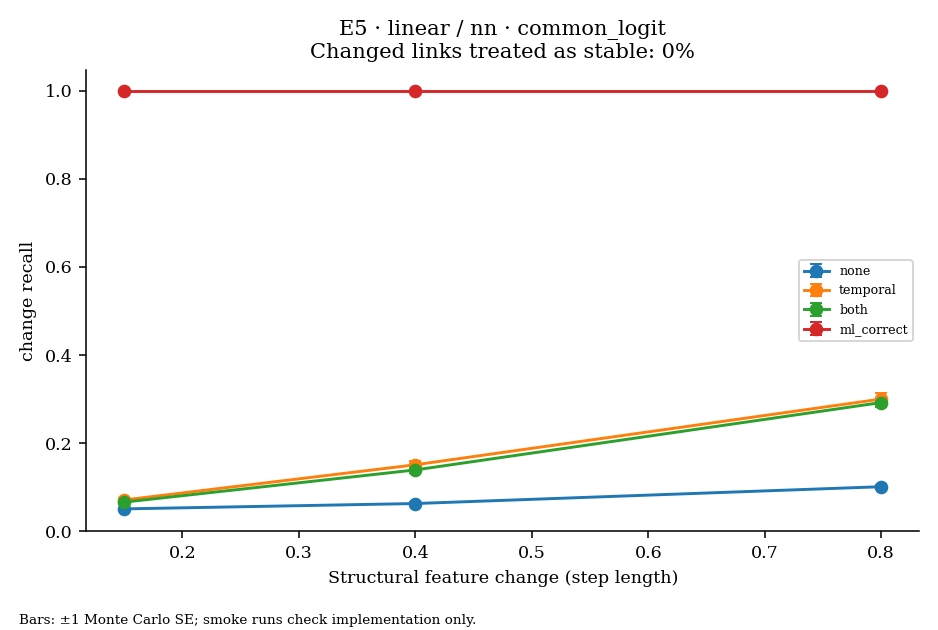 E5 · linear / nn · common_logit
Changed links treated as stable: 0%
1.0
0.8
0.6
0.4
0.2
0.0
change recall
none
temporal
both
ml_correct
0.2
0.3
0.4
0.5
0.6
0.7
0.8
Structural feature change (step length)
Bars: ±1 Monte Carlo SE; smoke runs check implementation only.